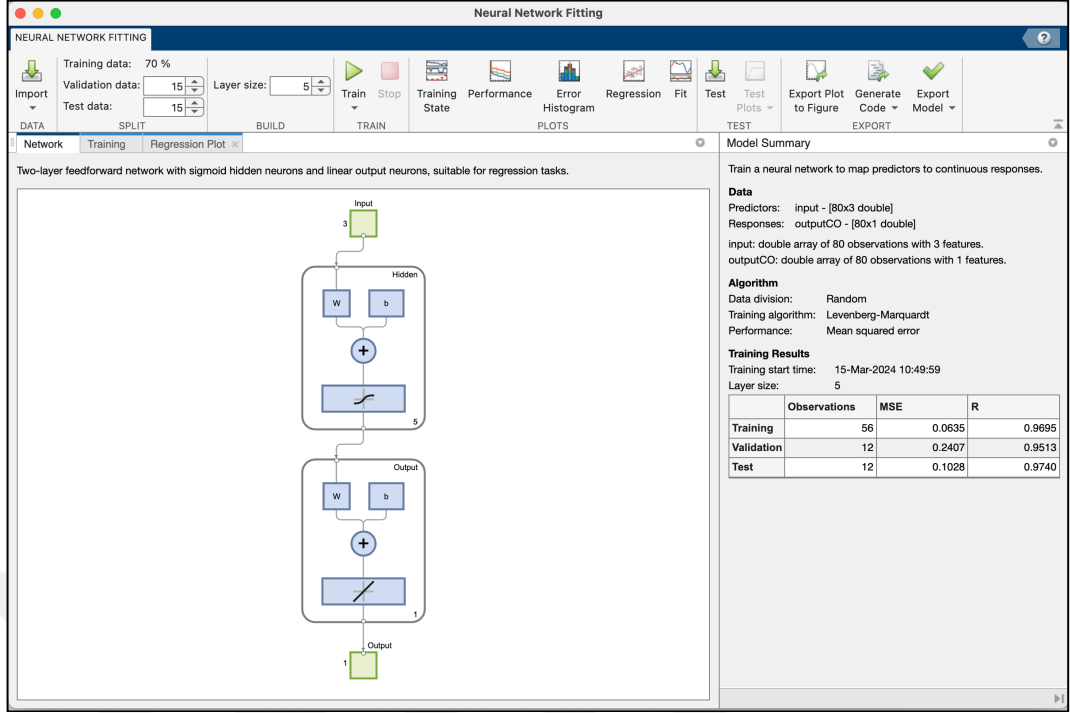 Neural Network Fitting
NEURAL NETWORK FITTING
?
Import
DATA
Training data: 70 %
Validation data: 15
Test data: 15
SPLIT
Layer size: 5
BUILD
Train
Stop
TRAIN
Training
State
Performance
Error
Histogram
Regression
Fit
PLOTS
Test
Test
Plots
TEST
Export Plot
to Figure
Generate
Code
Export
Model
EXPORT
Network
Training
Regression Plot ×
Two-layer feedforward network with sigmoid hidden neurons and linear output neurons, suitable for regression tasks.
Input
3
Hidden
W
b
+
5
Output
W
b
+
1
Output
1
Model Summary
Train a neural network to map predictors to continuous responses.
Data
Predictors: input - [80x3 double]
Responses: outputCO - [80x1 double]
input: double array of 80 observations with 3 features.
outputCO: double array of 80 observations with 1 features.
Algorithm
Data division: Random
Training algorithm: Levenberg-Marquardt
Performance: Mean squared error
Training Results
Training start time: 15-Mar-2024 10:49:59
Layer size: 5
Observations MSE R
Training 56 0.0635 0.9695
Validation 12 0.2407 0.9513
Test 12 0.1028 0.9740